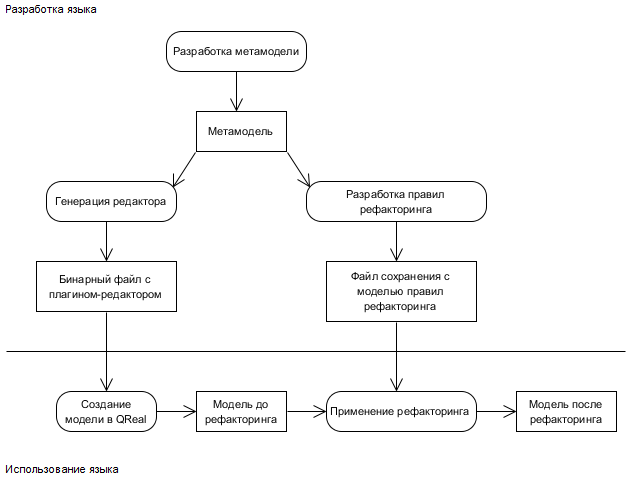 Разработка языка
Разработка метамодели
Метамодель
Генерация редактора
Разработка правил
рефакторинга
Бинарный файл с
плагином-редактором
Файл сохранения с
моделью правил
рефакторинга
Создание
модели в QReal
Модель до
рефакторинга
Применение рефакторинга
Модель после
рефакторинга
Использование языка